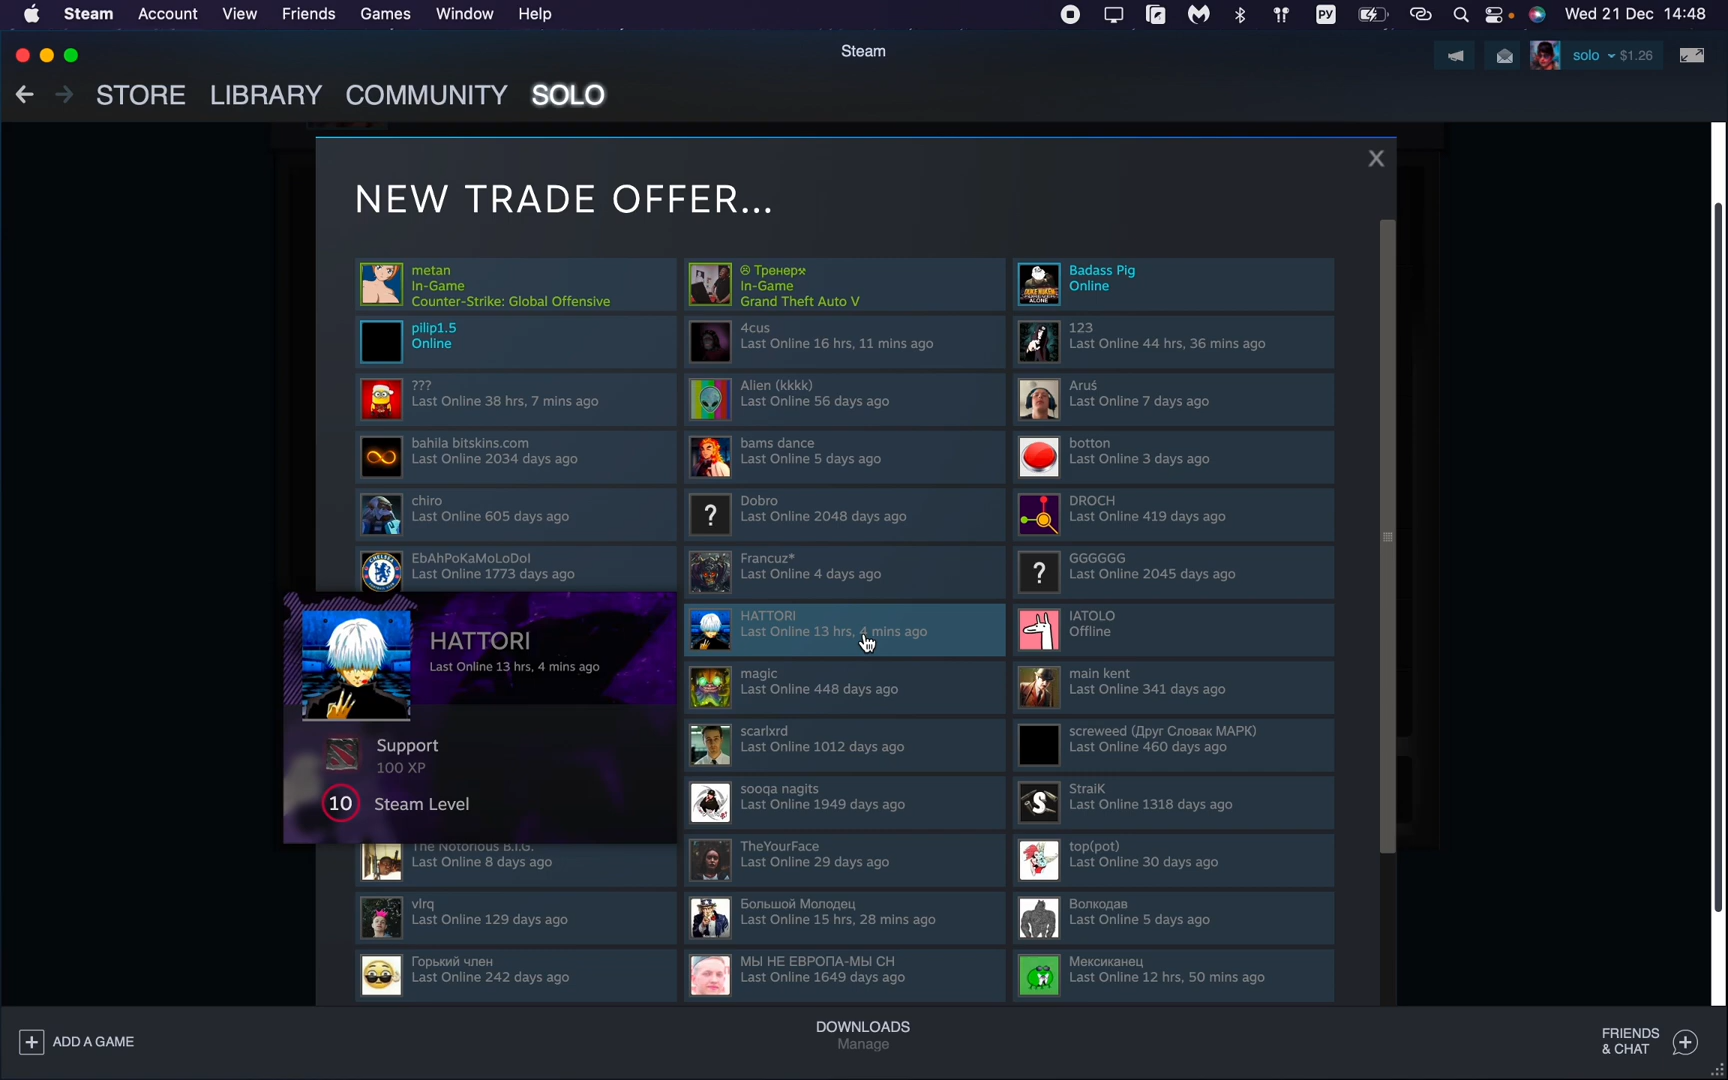 Steam Account View Friends Games Window Help
РУ
Wed 21 Dec 14:48
Steam
solo $1.26
STORE LIBRARY COMMUNITY SOLO
X
NEW TRADE OFFER...
metan
In-Game
Counter-Strike: Global Offensive
Тренер
In-Game
Grand Theft Auto V
Badass Pig
Online
pilip1.5
Online
4cus
Last Online 16 hrs, 11 mins ago
123
Last Online 44 hrs, 36 mins ago
???
Last Online 38 hrs, 7 mins ago
Alien (kkkk)
Last Online 56 days ago
Aruś
Last Online 7 days ago
bahila bitskins.com
Last Online 2034 days ago
bams dance
Last Online 5 days ago
botton
Last Online 3 days ago
chiro
Last Online 605 days ago
?
Dobro
Last Online 2048 days ago
DROCH
Last Online 419 days ago
EbAhPoKaMoLoDol
Last Online 1773 days ago
Francuz*
Last Online 4 days ago
?
GGGGGG
Last Online 2045 days ago
HATTORI
Last Online 13 hrs, 4 mins ago
Support
100 XP
10 Steam Level
HATTORI
Last Online 13 hrs, 4 mins ago
IATOLO
Offline
magic
Last Online 448 days ago
main kent
Last Online 341 days ago
scarlxrd
Last Online 1012 days ago
screweed (Друг Словак МАРК)
Last Online 460 days ago
sooqa nagits
Last Online 1949 days ago
S
StraiK
Last Online 1318 days ago
The Notorious B.I.G.
Last Online 8 days ago
TheYourFace
Last Online 29 days ago
top(pot)
Last Online 30 days ago
vlrq
Last Online 129 days ago
Большой Молодец
Last Online 15 hrs, 28 mins ago
Волкодав
Last Online 5 days ago
Горький член
Last Online 242 days ago
МЫ НЕ ЕВРОПА-МЫ СН
Last Online 1649 days ago
Мексиканец
Last Online 12 hrs, 50 mins ago
ADD A GAME
DOWNLOADS
Manage
FRIENDS
& CHAT